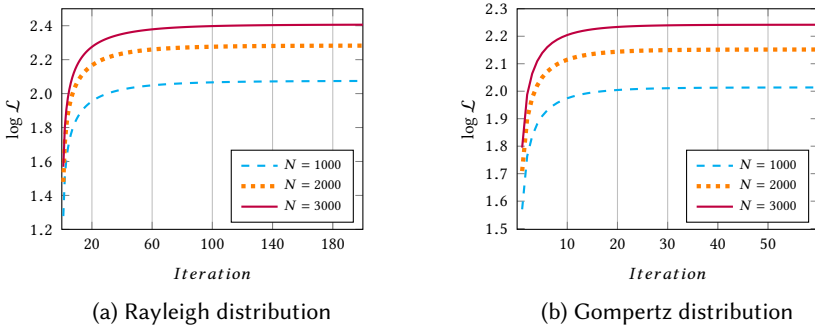 2.4
2.2
2.0
1.8
1.6
1.4
1.2
log ℒ
20 60 100 140 180
Iteration
N = 1000
N = 2000
N = 3000
(a) Rayleigh distribution
2.3
2.2
2.1
2.0
1.9
1.8
1.7
1.6
1.5
log ℒ
10 20 30 40 50
Iteration
N = 1000
N = 2000
N = 3000
(b) Gompertz distribution